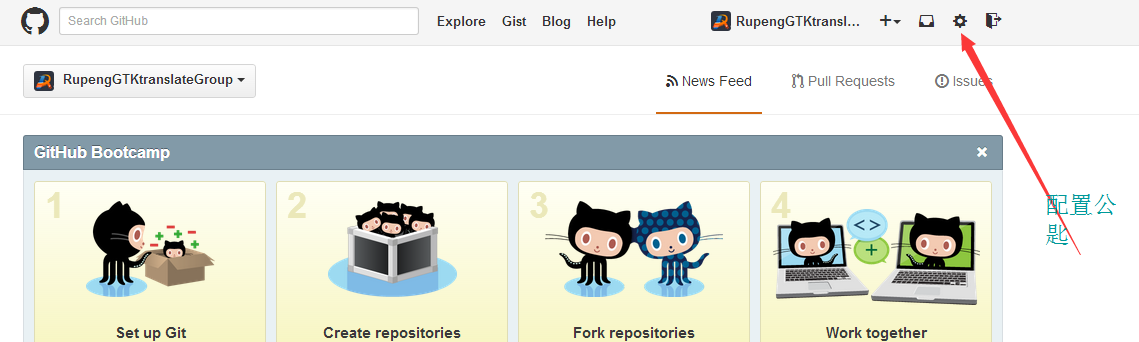 Search GitHub
Explore Gist Blog Help
RupengGTKtransl...
RupengGTKtranslateGroup
News Feed
Pull Requests
Issues
GitHub Bootcamp
配置公
匙
1
2
3
4
Set up Git
Create repositories
Fork repositories
Work together